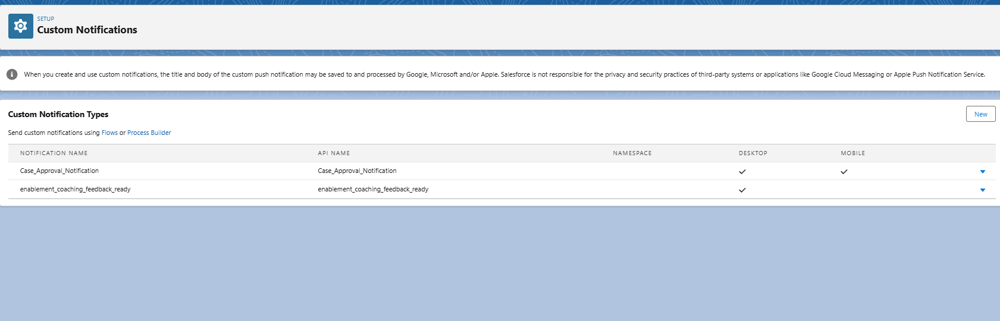 SETUP
Custom Notifications
When you create and use custom notifications, the title and body of the custom push notification may be saved to and processed by Google, Microsoft and/or Apple. Salesforce is not responsible for the privacy and security practices of third-party systems or applications like Google Cloud Messaging or Apple Push Notification Service.
Custom Notification Types
New
Send custom notifications using Flows or Process Builder
NOTIFICATION NAME API NAME NAMESPACE DESKTOP MOBILE
Case_Approval_Notification Case_Approval_Notification
enablement_coaching_feedback_ready enablement_coaching_feedback_ready